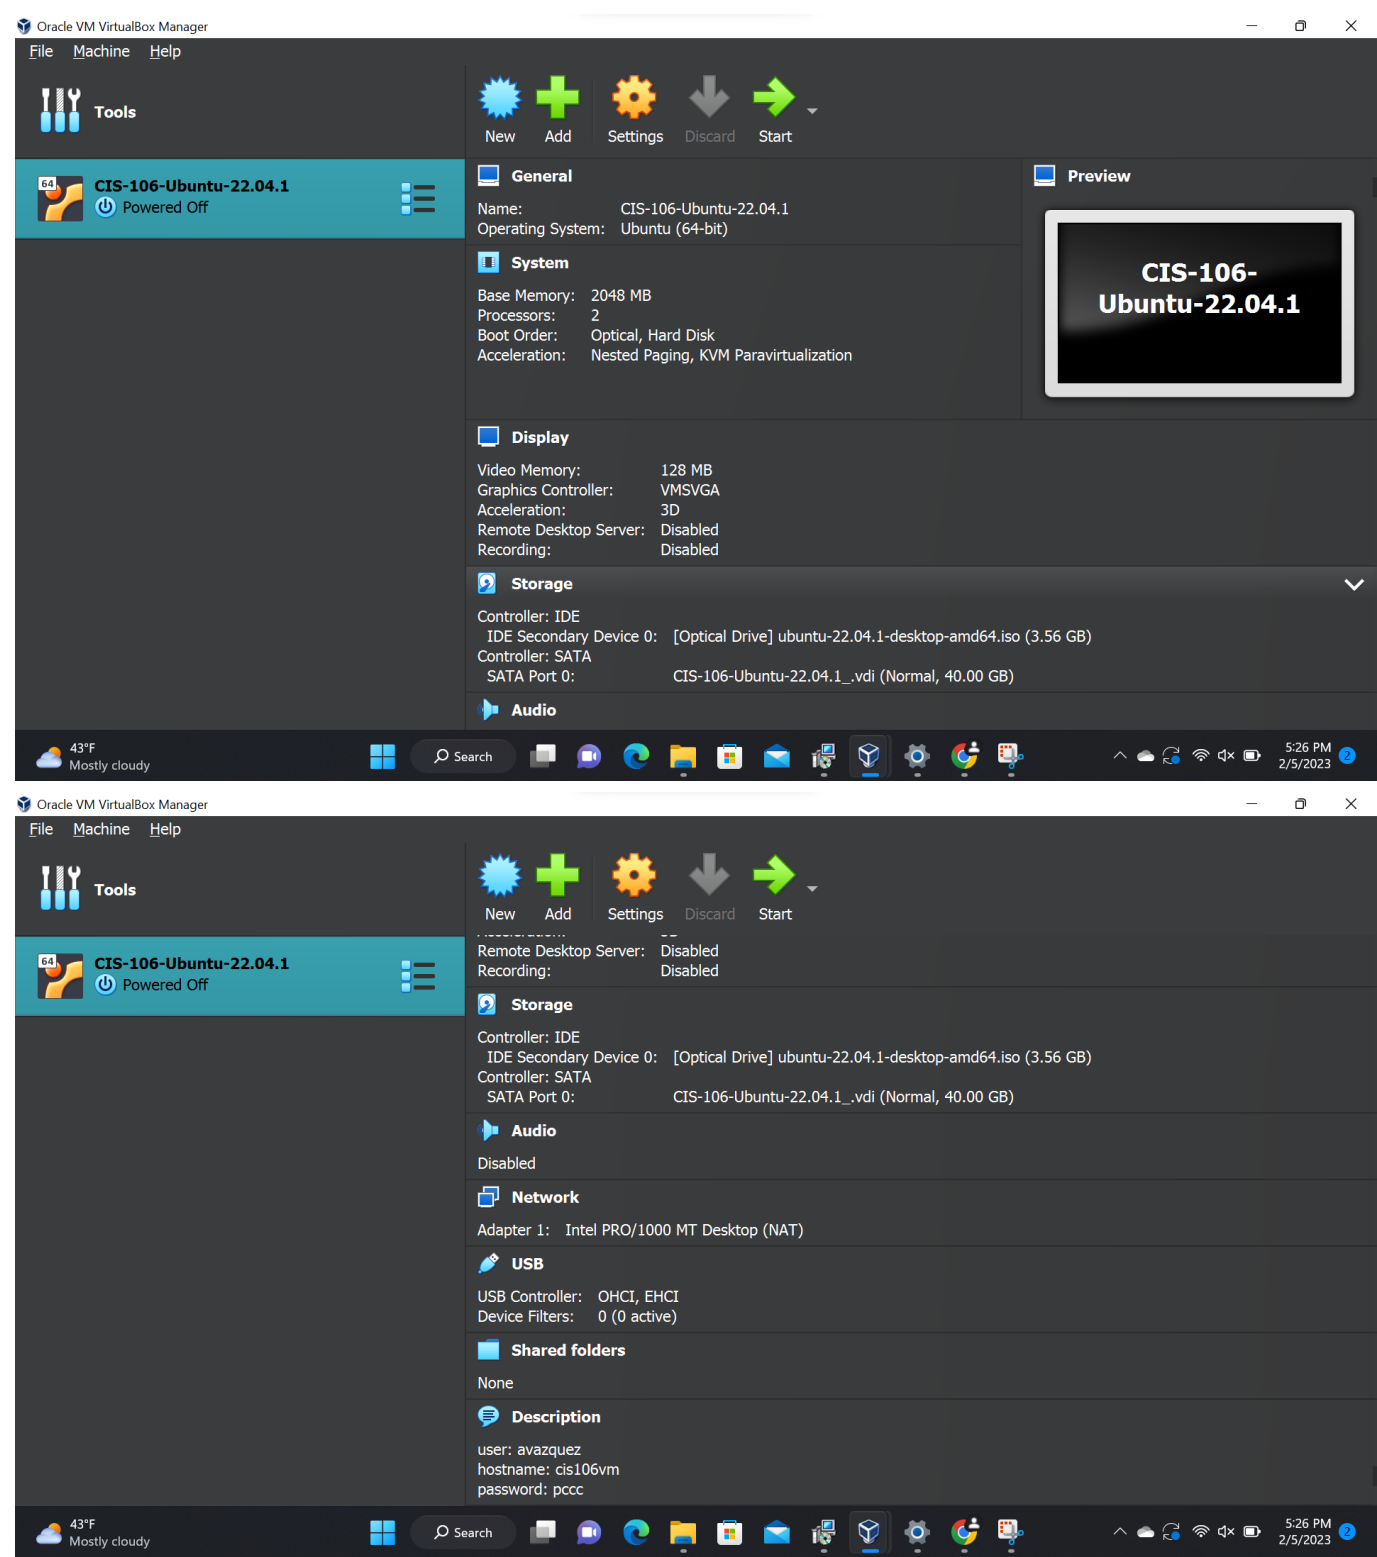 Oracle VM VirtualBox Manager
File Machine Help
Tools
New Add Settings Discard Start
64
CIS-106-Ubuntu-22.04.1
Powered Off
General
Name: CIS-106-Ubuntu-22.04.1
Operating System: Ubuntu (64-bit)
Preview
CIS-106-
Ubuntu-22.04.1
System
Base Memory: 2048 MB
Processors: 2
Boot Order: Optical, Hard Disk
Acceleration: Nested Paging, KVM Paravirtualization
Display
Video Memory: 128 MB
Graphics Controller: VMSVGA
Acceleration: 3D
Remote Desktop Server: Disabled
Recording: Disabled
Storage
Controller: IDE
IDE Secondary Device 0: [Optical Drive] ubuntu-22.04.1-desktop-amd64.iso (3.56 GB)
Controller: SATA
SATA Port 0: CIS-106-Ubuntu-22.04.1_.vdi (Normal, 40.00 GB)
Audio
43°F
Mostly cloudy
Search
5:26 PM
2/5/2023
2
Oracle VM VirtualBox Manager
File Machine Help
Tools
New Add Settings Discard Start
64
CIS-106-Ubuntu-22.04.1
Powered Off
Remote Desktop Server: Disabled
Recording: Disabled
Storage
Controller: IDE
IDE Secondary Device 0: [Optical Drive] ubuntu-22.04.1-desktop-amd64.iso (3.56 GB)
Controller: SATA
SATA Port 0: CIS-106-Ubuntu-22.04.1_.vdi (Normal, 40.00 GB)
Audio
Disabled
Network
Adapter 1: Intel PRO/1000 MT Desktop (NAT)
USB
USB Controller: OHCI, EHCI
Device Filters: 0 (0 active)
Shared folders
None
Description
user: avazquez
hostname: cis106vm
password: pccc
43°F
Mostly cloudy
Search
5:26 PM
2/5/2023
2